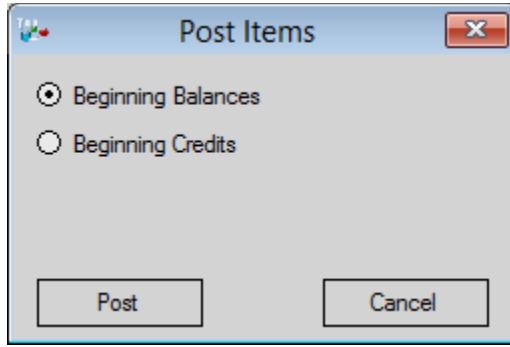 Post Items
Beginning Balances
Beginning Credits
Post
Cancel